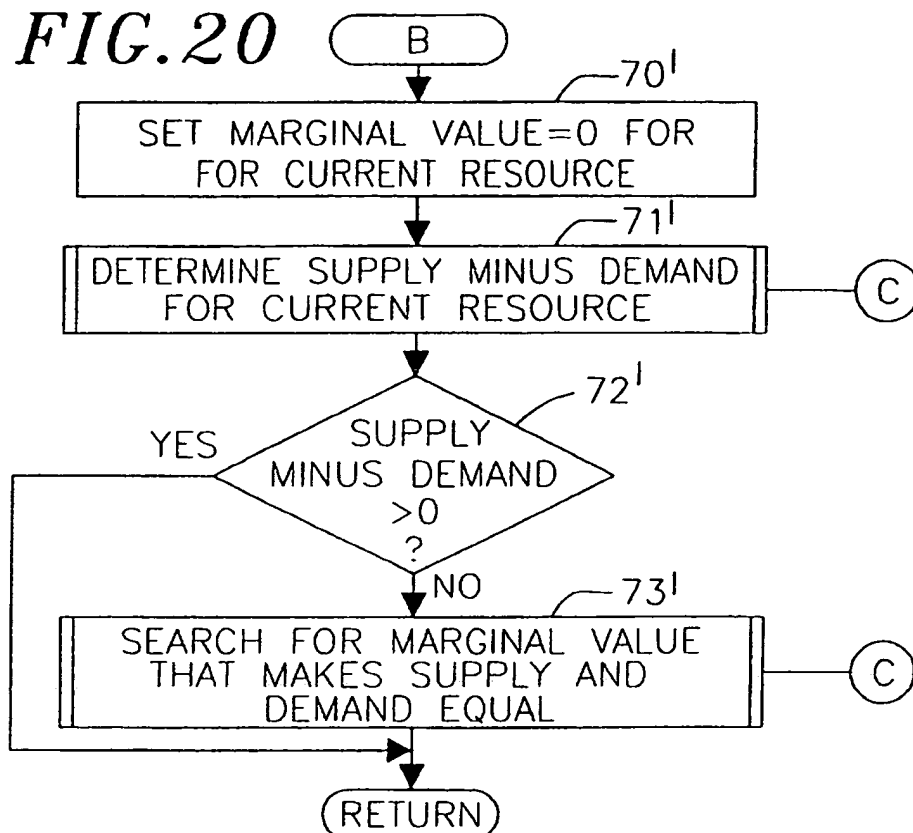 FIG.20
B
70'
SET MARGINAL VALUE=0 FOR
FOR CURRENT RESOURCE
71'
DETERMINE SUPPLY MINUS DEMAND
FOR CURRENT RESOURCE
C
72'
YES
SUPPLY
MINUS DEMAND
>0
?
NO
73'
SEARCH FOR MARGINAL VALUE
THAT MAKES SUPPLY AND
DEMAND EQUAL
C
RETURN